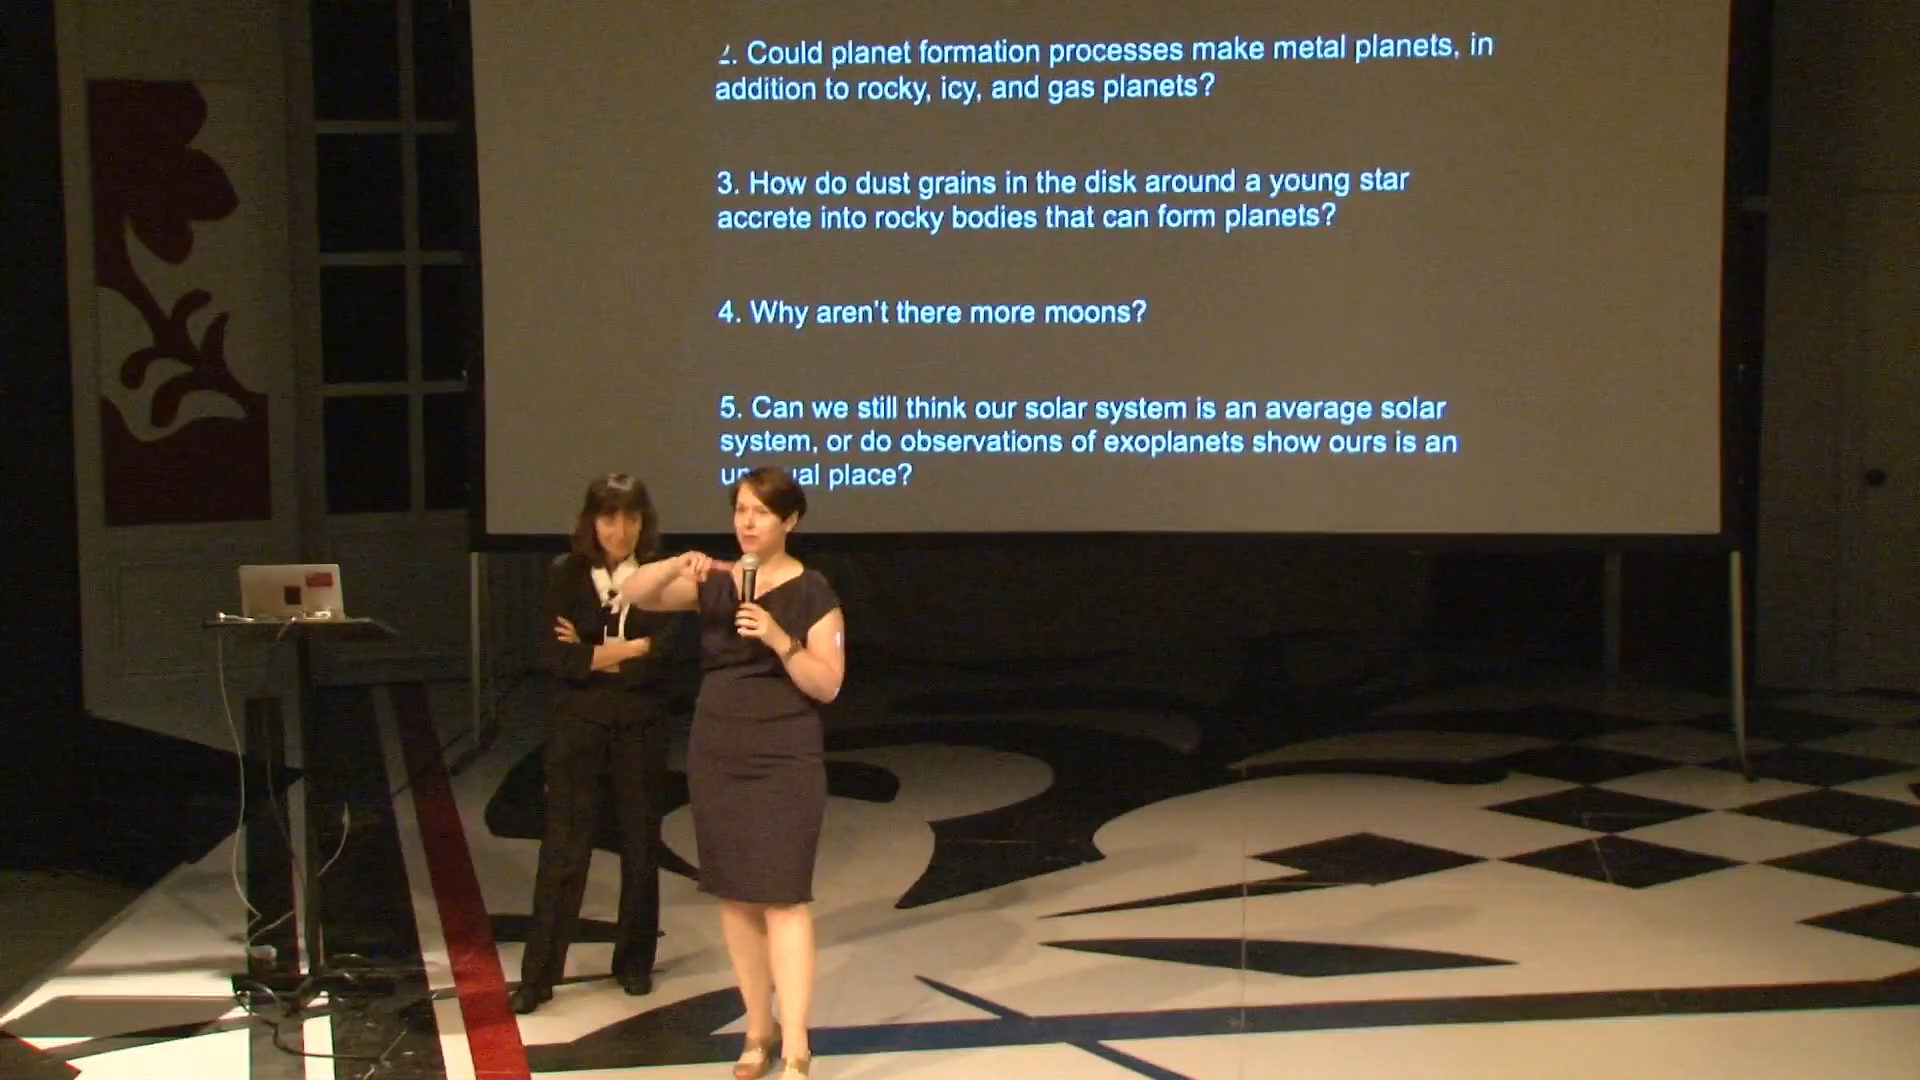 2. Could planet formation processes make metal planets, in
addition to rocky, icy, and gas planets?
3. How do dust grains in the disk around a young star
accrete into rocky bodies that can form planets?
4. Why aren't there more moons?
5. Can we still think our solar system is an average solar
system, or do observations of exoplanets show ours is an
place?